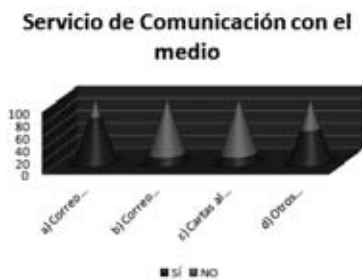 Servicio de Comunicación con el
medio
100
80
60
40
20
0
a) Correo...
b) Correo...
c) Cartas al...
d) Otros...
SÍ NO